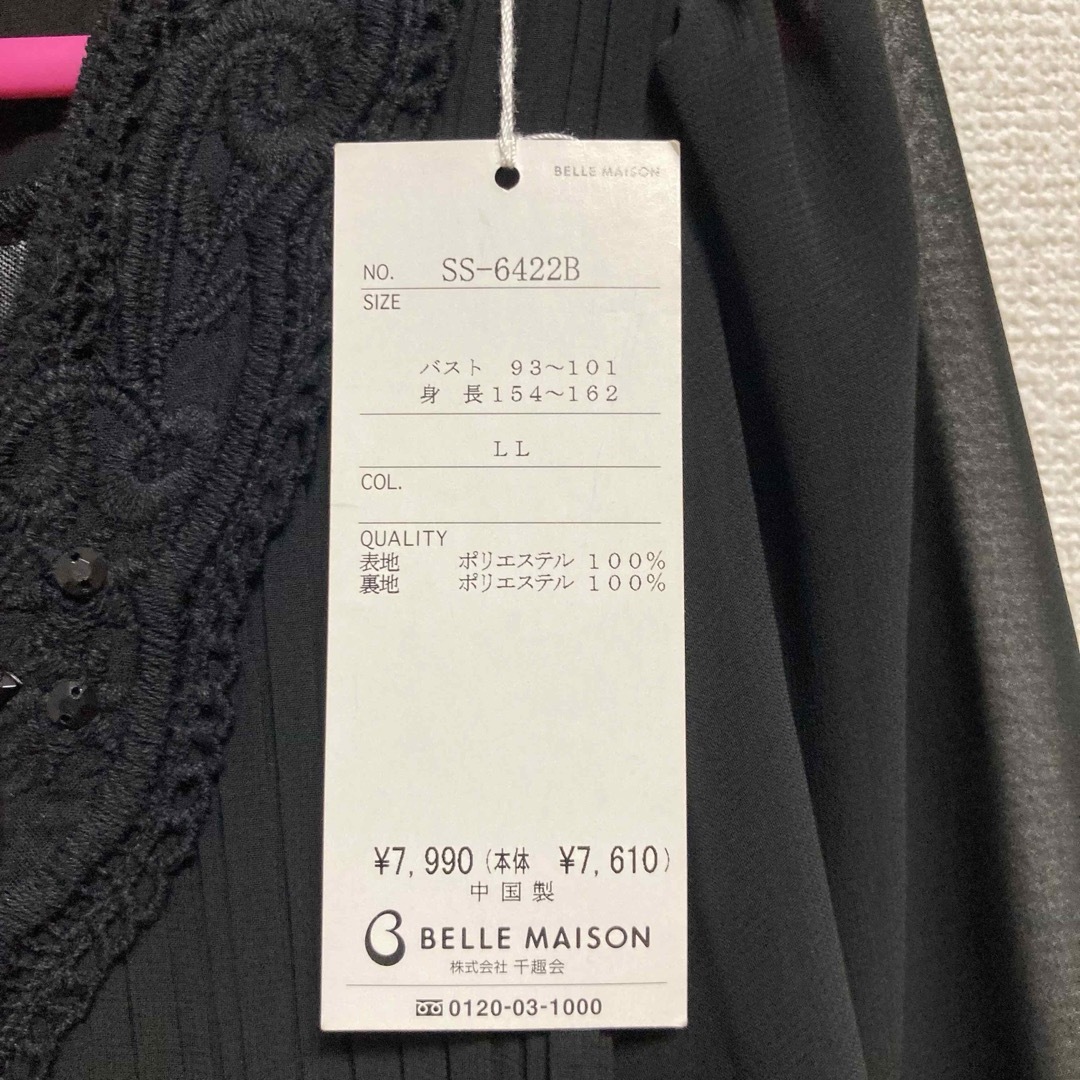 BELLE MAISON
NO. SS-6422B
SIZE
バスト 93〜101
身長154〜162
LL
COL.
QUALITY
表地 ポリエステル 100%
裏地 ポリエステル 100%
¥7,990(本体 ¥7,610)
中国製
BELLE MAISON
株式会社 千趣会
0120-03-1000